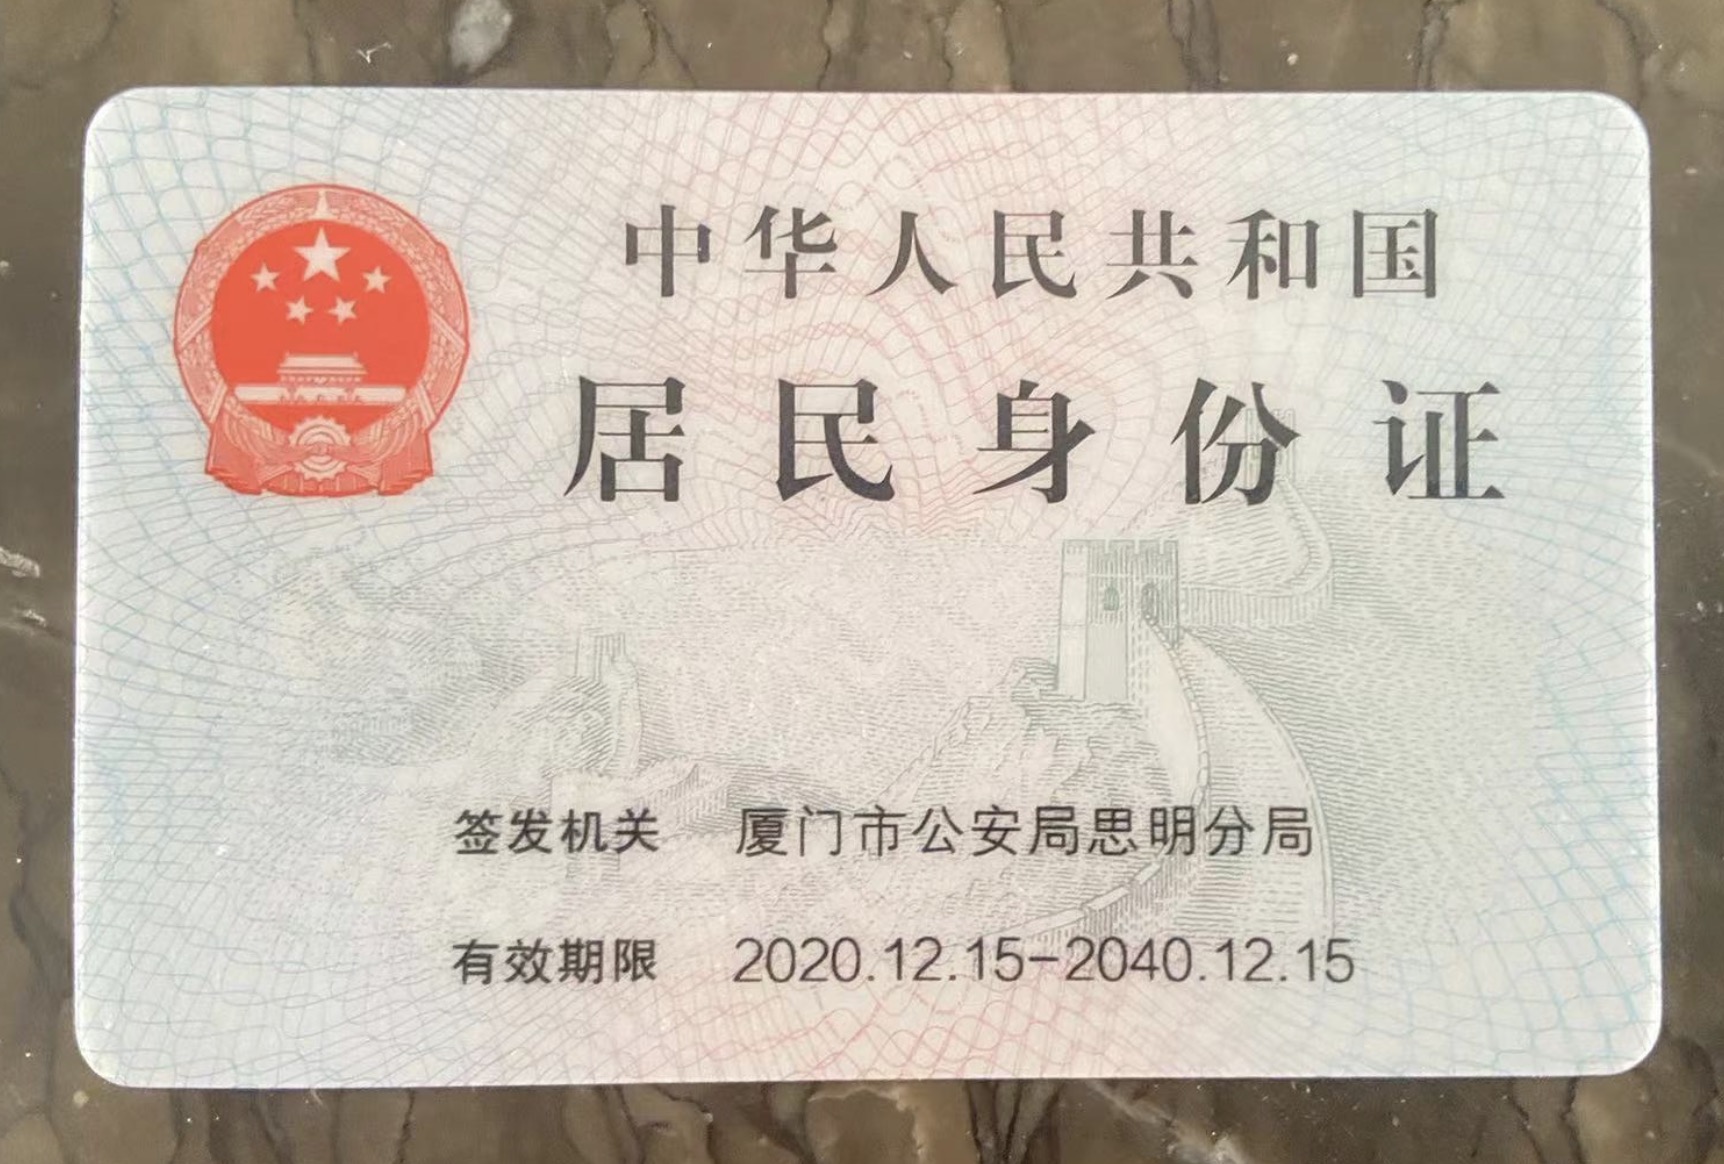 中华人民共和国
居民身份证
签发机关 厦门市公安局思明分局
有效期限 2020.12.15-2040.12.15